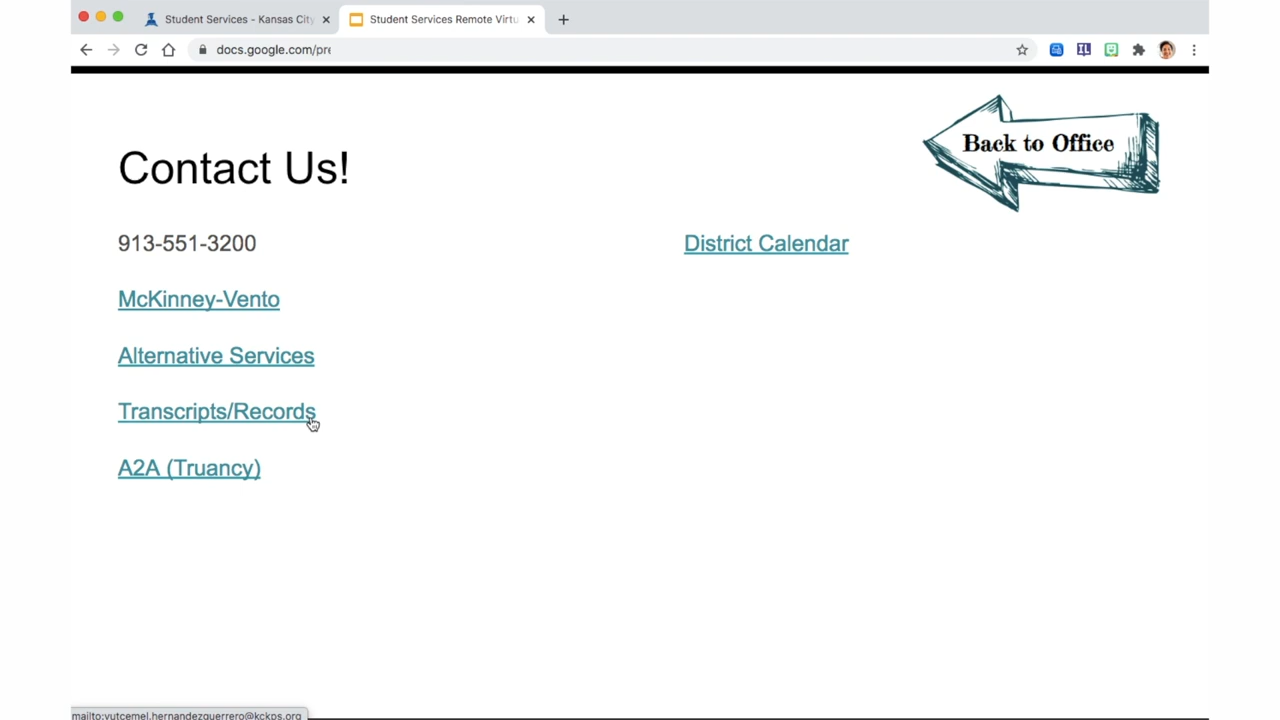 Student Services - Kansas City
Student Services Remote Virtu
docs.google.com/pre
IL
Back to Office
Contact Us!
913-551-3200
District Calendar
McKinney-Vento
Alternative Services
Transcripts/Records
A2A (Truancy)
mailto:yutcemel.hernandezguerrero@kckps.org